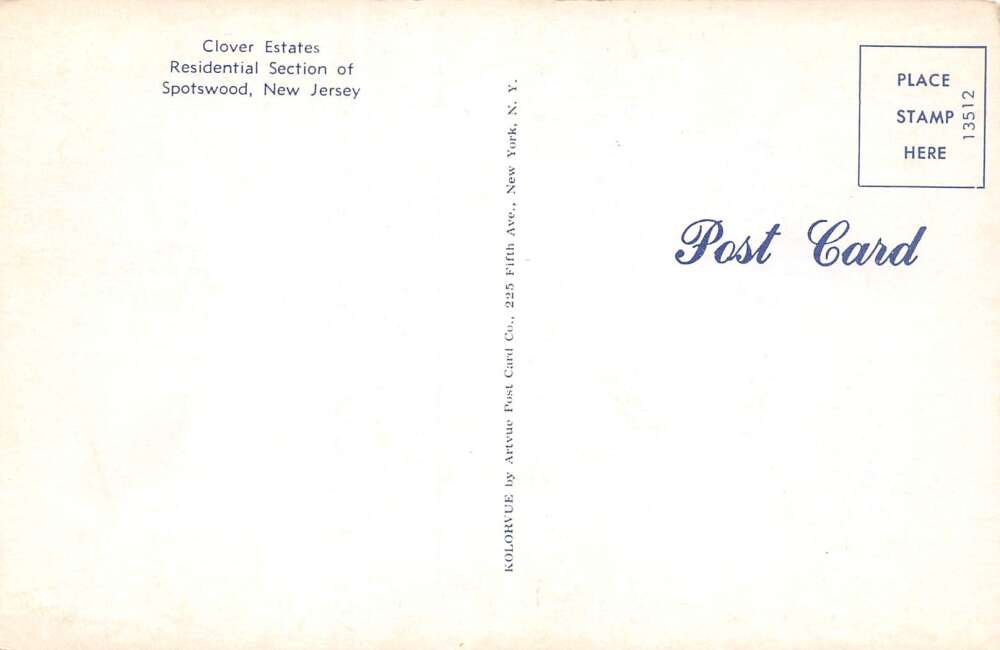 Clover Estates
Residential Section of
Spotswood, New Jersey
KOLORVUE by Artvue Post Card Co., 225 Fifth Ave., New York, N. Y.
PLACE
STAMP
HERE
13512
Post Card